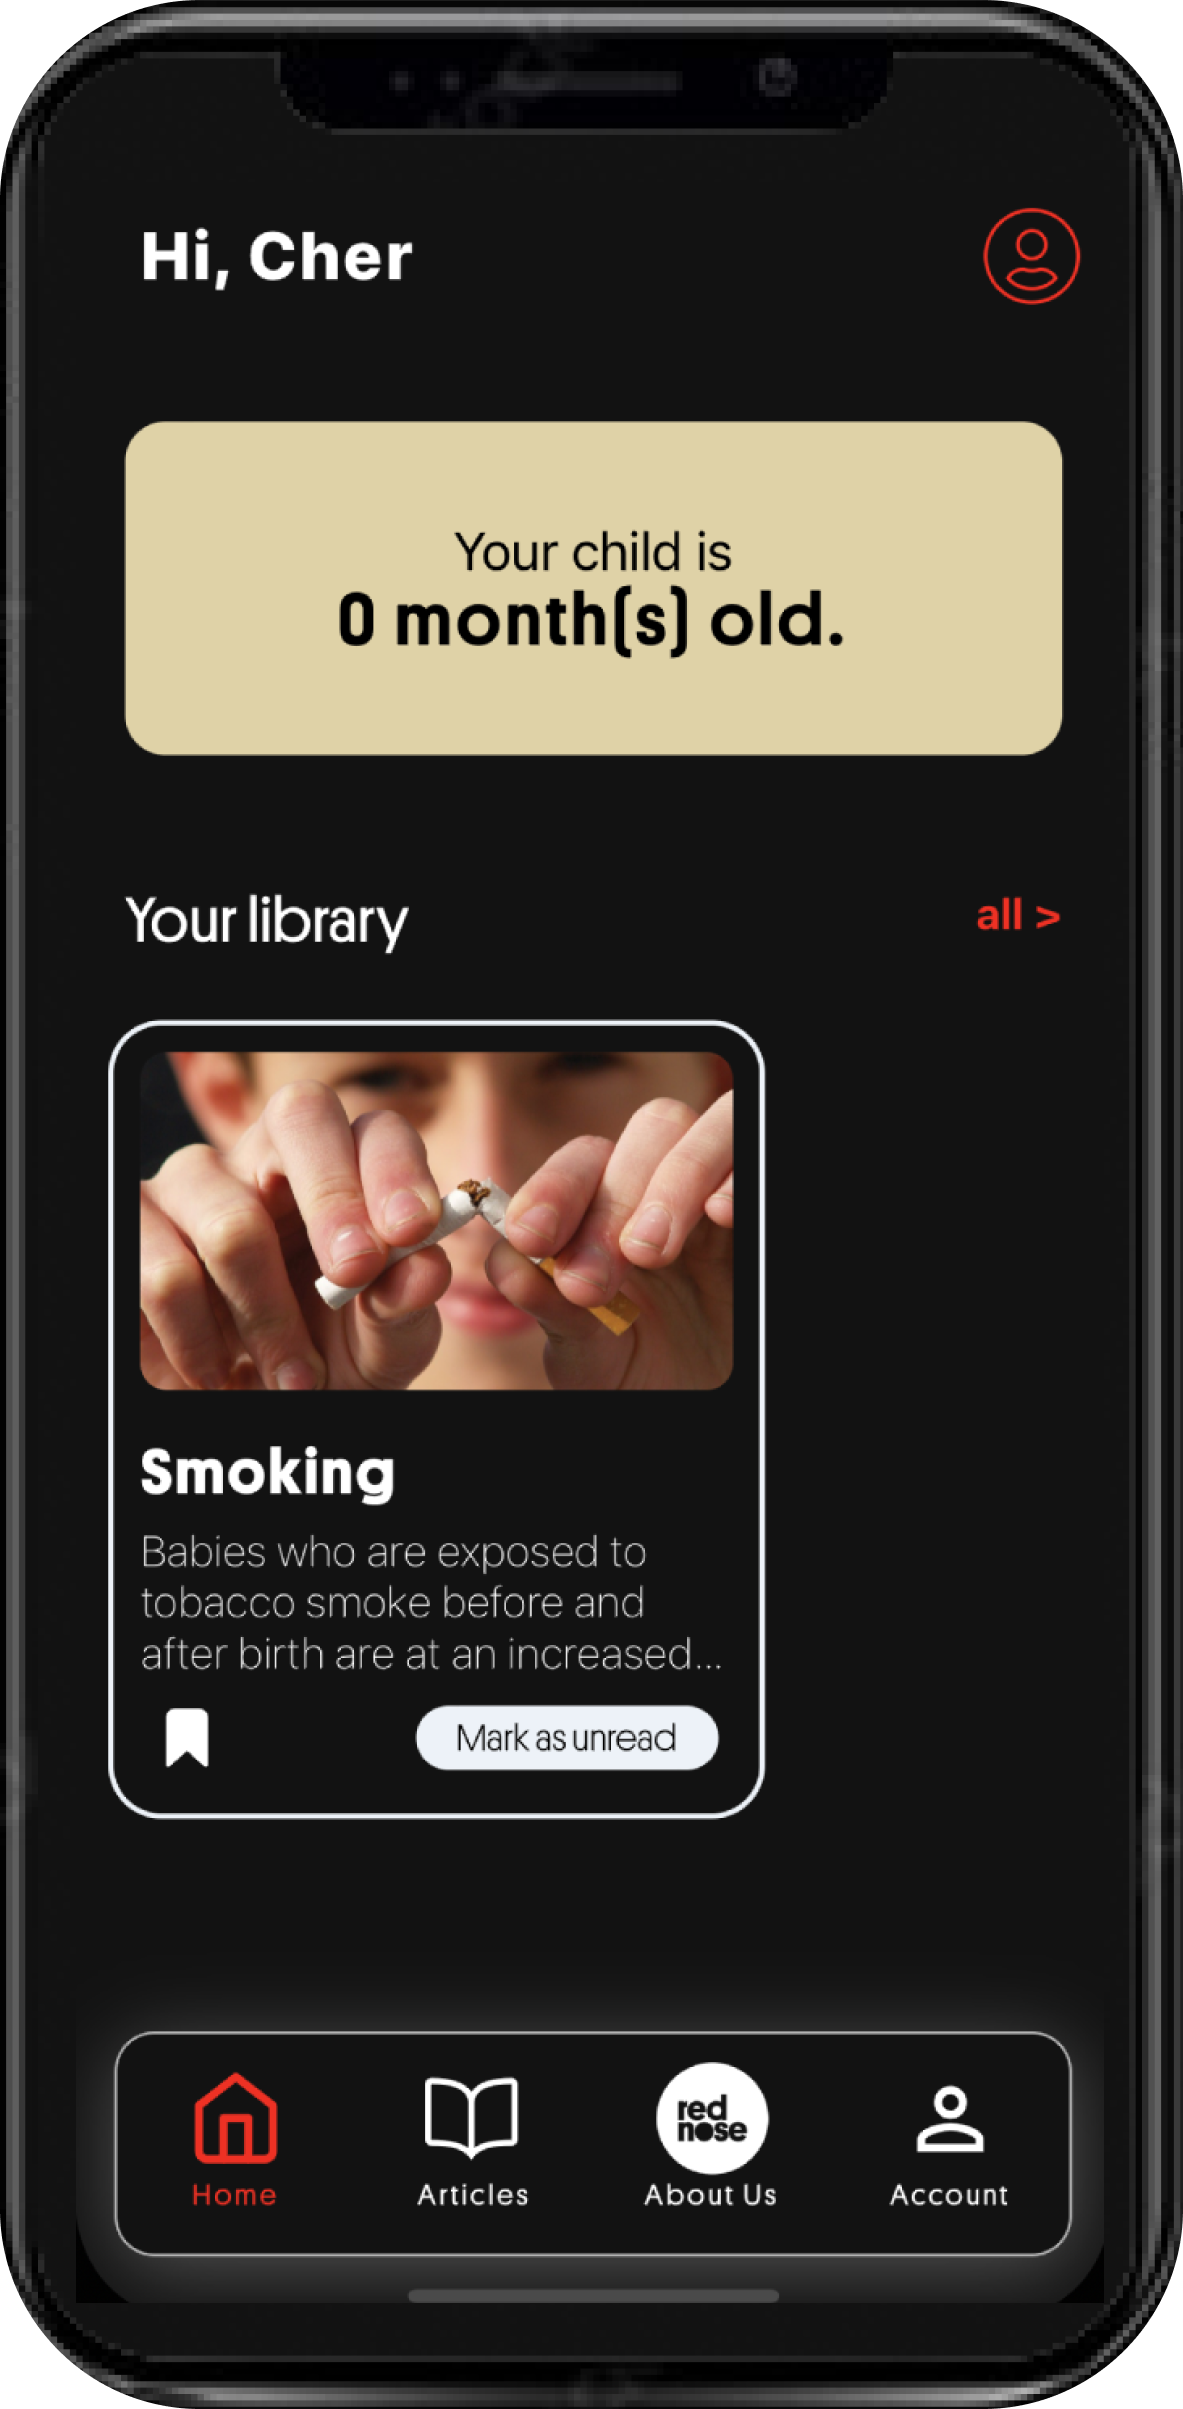 Hi, Cher
Your child is
0 month(s) old.
Your library
all >
Smoking
Babies who are exposed to
tobacco smoke before and
after birth are at an increased...
Mark as unread
red
nose
Home
Articles
About Us
Account